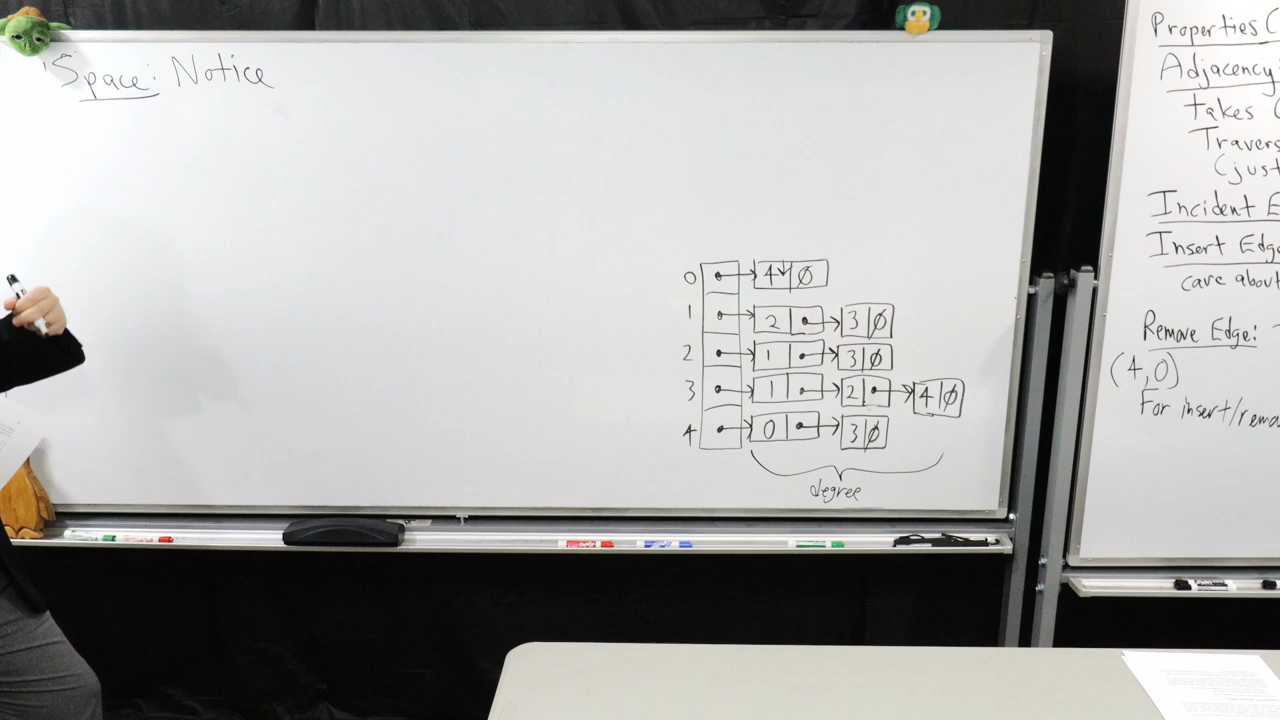 Space: Notice
0 4 ∅
1 2 3 ∅
2 1 3 ∅
3 1 2 4 ∅
4 0 3 ∅
degree
Properties (
Adjacency:
takes (
Travers
(just
Incident E
Insert Edge
care about
Remove Edge:
(4,0)
For insert/remo